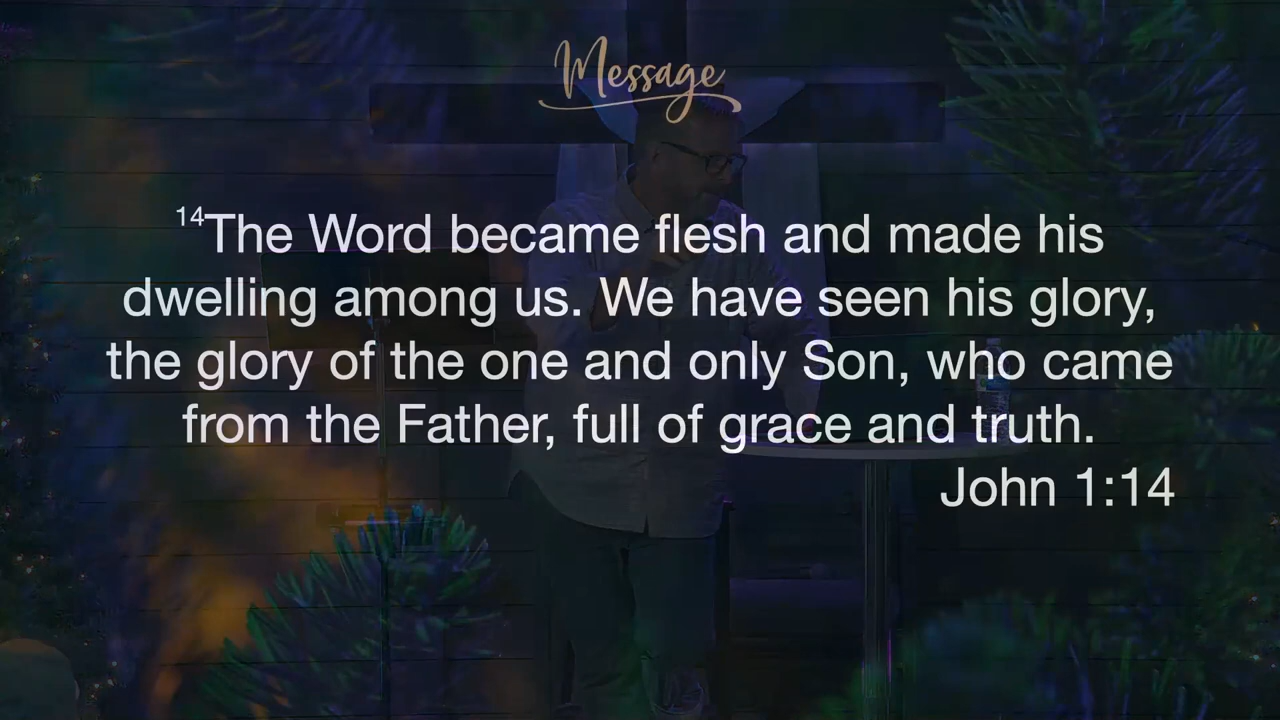 Message
14The Word became flesh and made his
dwelling among us. We have seen his glory,
the glory of the one and only Son, who came
from the Father, full of grace and truth.
John 1:14